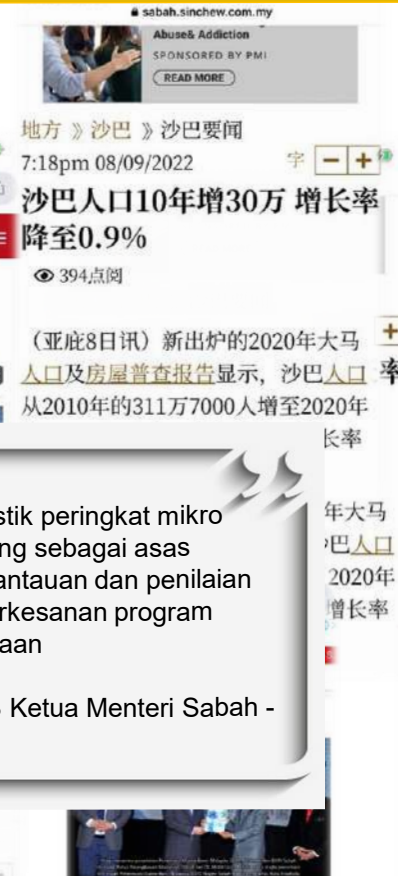 sabah.sinchew.com.my
Abuse& Addiction
SPONSORED BY PMI
READ MORE
地方 》沙巴 》沙巴要闻
7:18pm 08/09/2022
字 - +
沙巴人口10年增30万 增长率
降至0.9%
394点阅
（亚庇8日讯）新出炉的2020年大马
人口及房屋普查报告显示，沙巴人口
从2010年的311万7000人增至2020年
长率
stik peringkat mikro
ng sebagai asas
antauan dan penilaian
rkesanan program
aan
Ketua Menteri Sabah -
+
率
年大马
巴人口
2020年
增长率